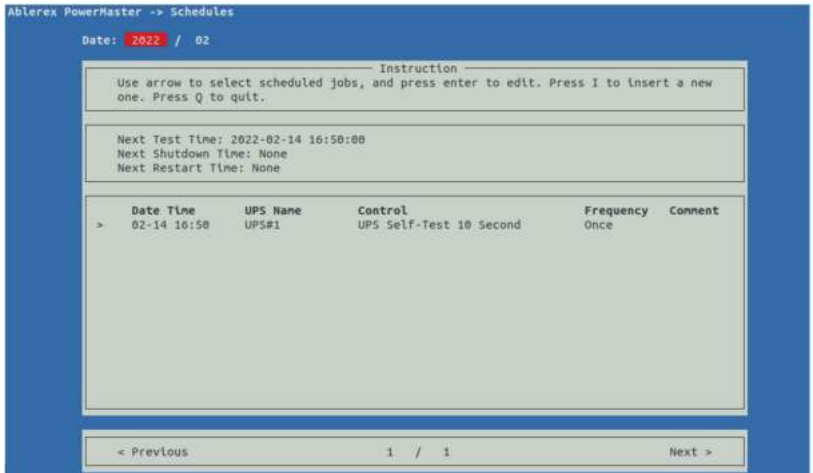 Ablerex PowerMaster -> Schedules
Date: 2022 / 02
Instruction
Use arrow to select scheduled jobs, and press enter to edit. Press I to insert a new
one. Press Q to quit.
Next Test Time: 2022-02-14 16:50:00
Next Shutdown Time: None
Next Restart Time: None
Date Time UPS Name Control Frequency Comment
> 02-14 16:50 UPS#1 UPS Self-Test 10 Second Once
< Previous 1 / 1 Next >